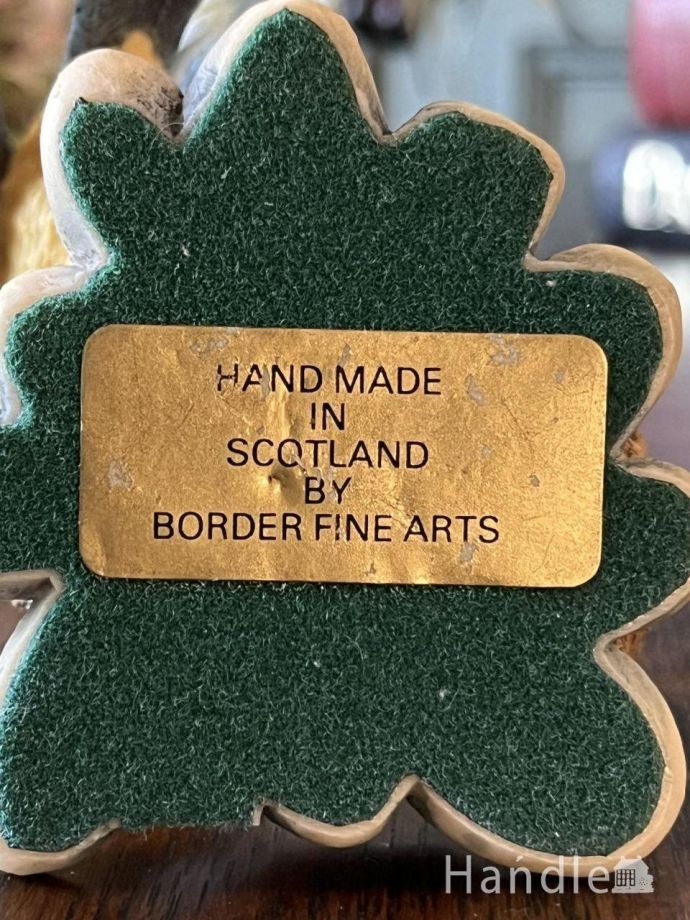 HAND MADE
IN
SCOTLAND
BY
BORDER FINE ARTS
Handle